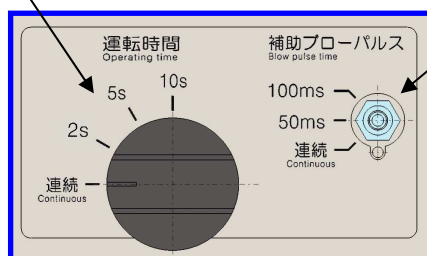 運転時間
Operating time
10s
5s
2s
連続
Continuous
補助ブローパルス
Blow pulse time
100ms
50ms
連続
Continuous